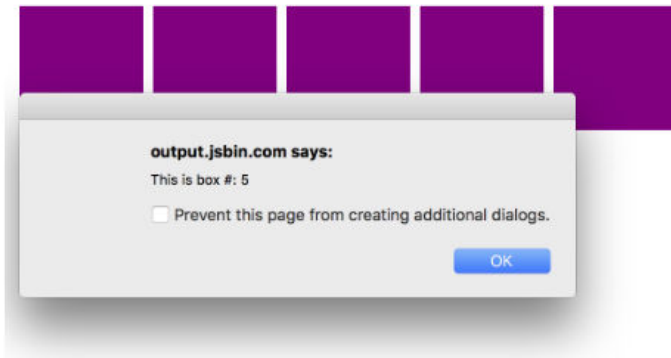 output.jsbin.com says:
This is box #: 5
Prevent this page from creating additional dialogs.
OK